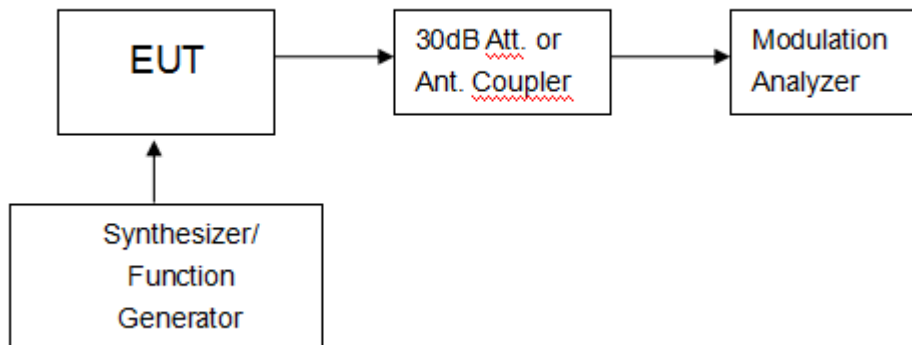 EUT
30dB Att. or
Ant. Coupler
Modulation
Analyzer
Synthesizer/
Function
Generator